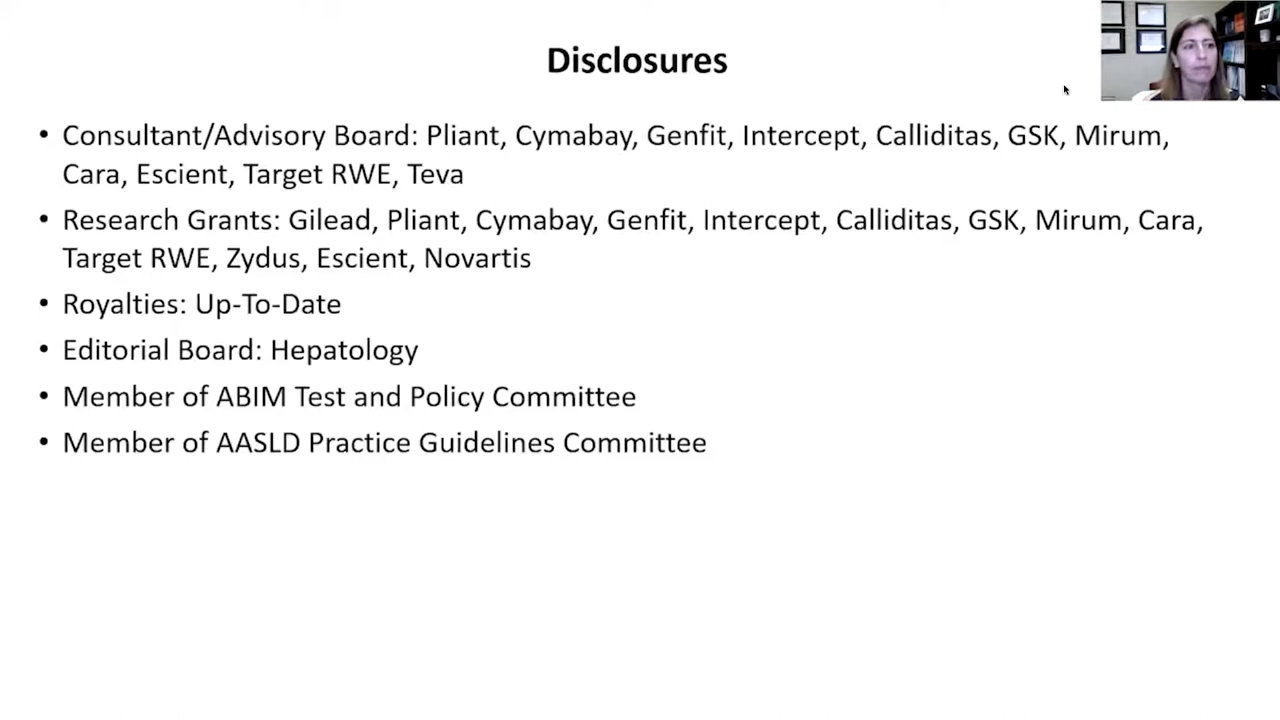 Disclosures
• Consultant/Advisory Board: Pliant, Cymabay, Genfit, Intercept, Calliditas, GSK, Mirum,
Cara, Escient, Target RWE, Teva
• Research Grants: Gilead, Pliant, Cymabay, Genfit, Intercept, Calliditas, GSK, Mirum, Cara,
Target RWE, Zydus, Escient, Novartis
• Royalties: Up-To-Date
• Editorial Board: Hepatology
• Member of ABIM Test and Policy Committee
• Member of AASLD Practice Guidelines Committee